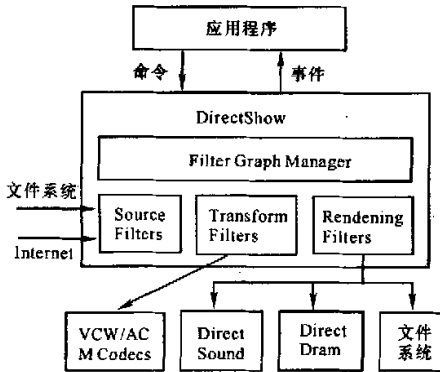 应用程序
命令
事件
DirectShow
Filter Graph Manager
文件系统
Internet
Source
Filters
Transform
Filters
Rendening
Filters
VCW/AC
M Codecs
Direct
Sound
Direct
Dram
文件
系统